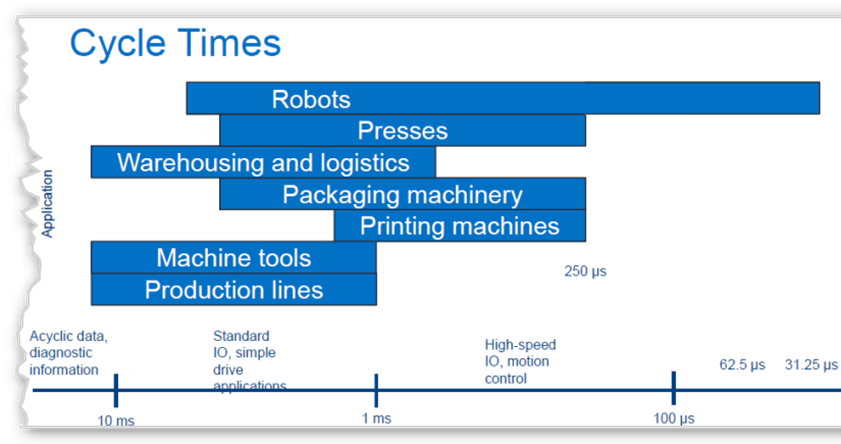 Cycle Times
Robots
Presses
Warehousing and logistics
Packaging machinery
Printing machines
Machine tools
Production lines
Application
250 µs
Acyclic data,
diagnostic
information
Standard
IO, simple
drive
applications
High-speed
IO, motion
control
62.5 µs
31.25 µs
10 ms
1 ms
100 µs